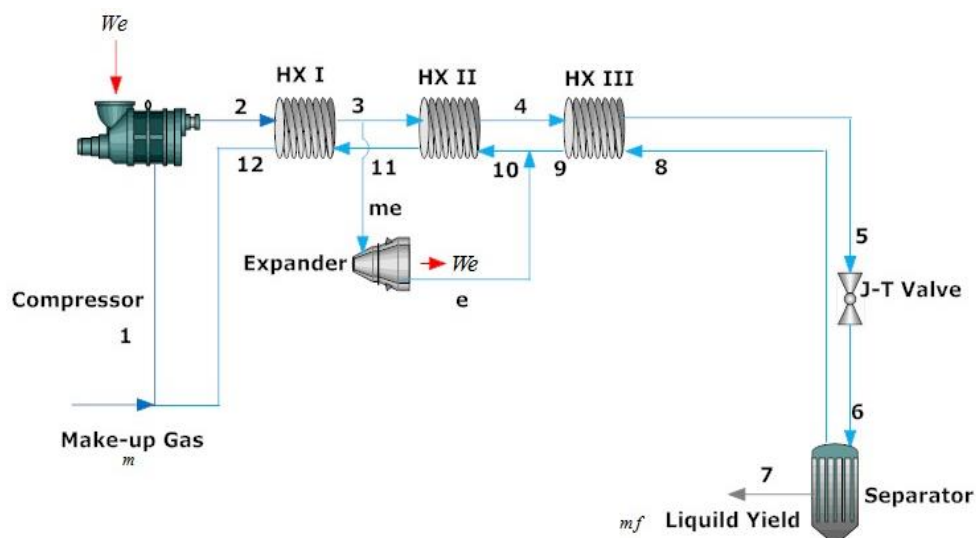 We
HX I
HX II
HX III
2
3
4
12
11
10
9
8
me
5
Expander
We
J-T Valve
e
Compressor
1
6
Make-up Gas
m
7
Separator
mf Liquild Yield